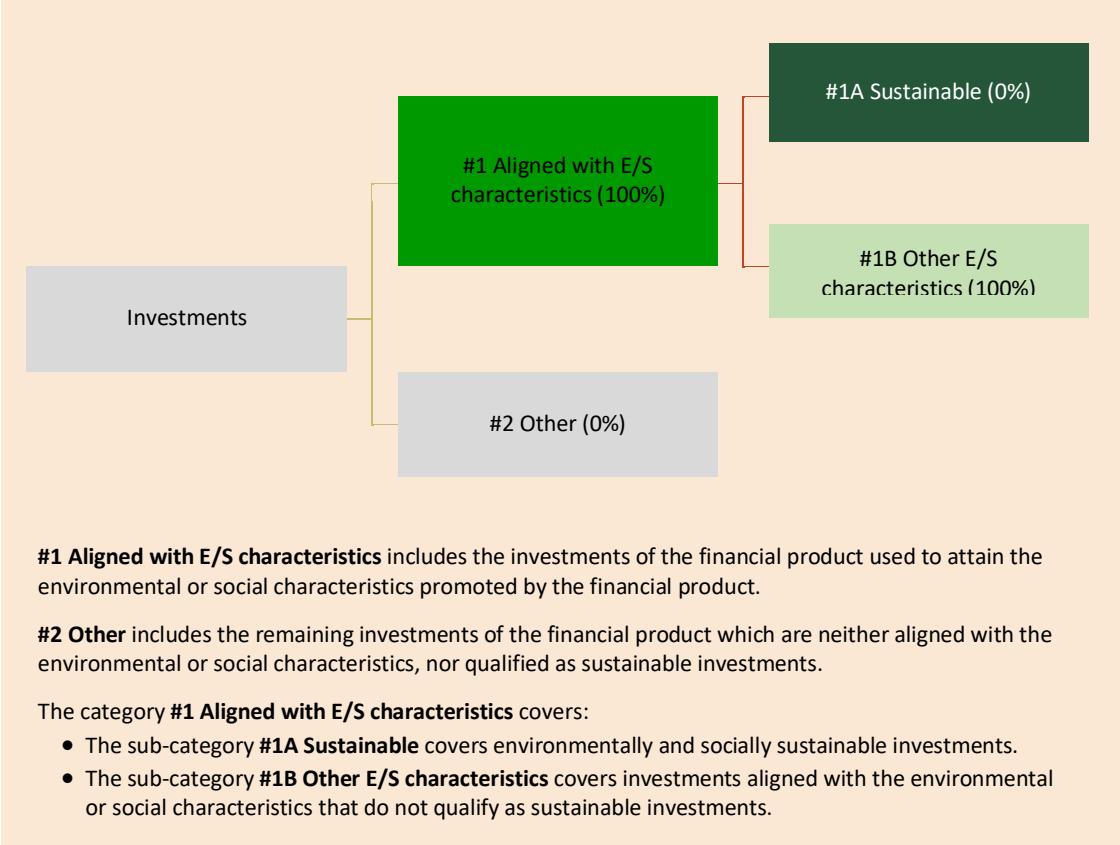 #1A Sustainable (0%)
#1 Aligned with E/S
characteristics (100%)
#1B Other E/S
characteristics (100%)
Investments
#2 Other (0%)
#1 Aligned with E/S characteristics includes the investments of the financial product used to attain the
environmental or social characteristics promoted by the financial product.
#2 Other includes the remaining investments of the financial product which are neither aligned with the
environmental or social characteristics, nor qualified as sustainable investments.
The category #1 Aligned with E/S characteristics covers:
● The sub-category #1A Sustainable covers environmentally and socially sustainable investments.
● The sub-category #1B Other E/S characteristics covers investments aligned with the environmental
or social characteristics that do not qualify as sustainable investments.